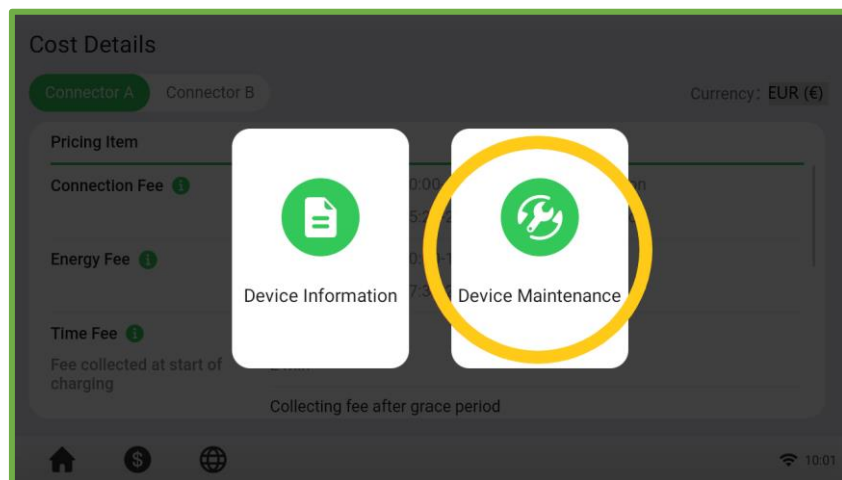 Cost Details
Connector A
Connector B
Currency: EUR (€)
Pricing Item
Connection Fee
Energy Fee
Device Information
Device Maintenance
Time Fee
Fee collected at start of
charging
Collecting fee after grace period
10:01